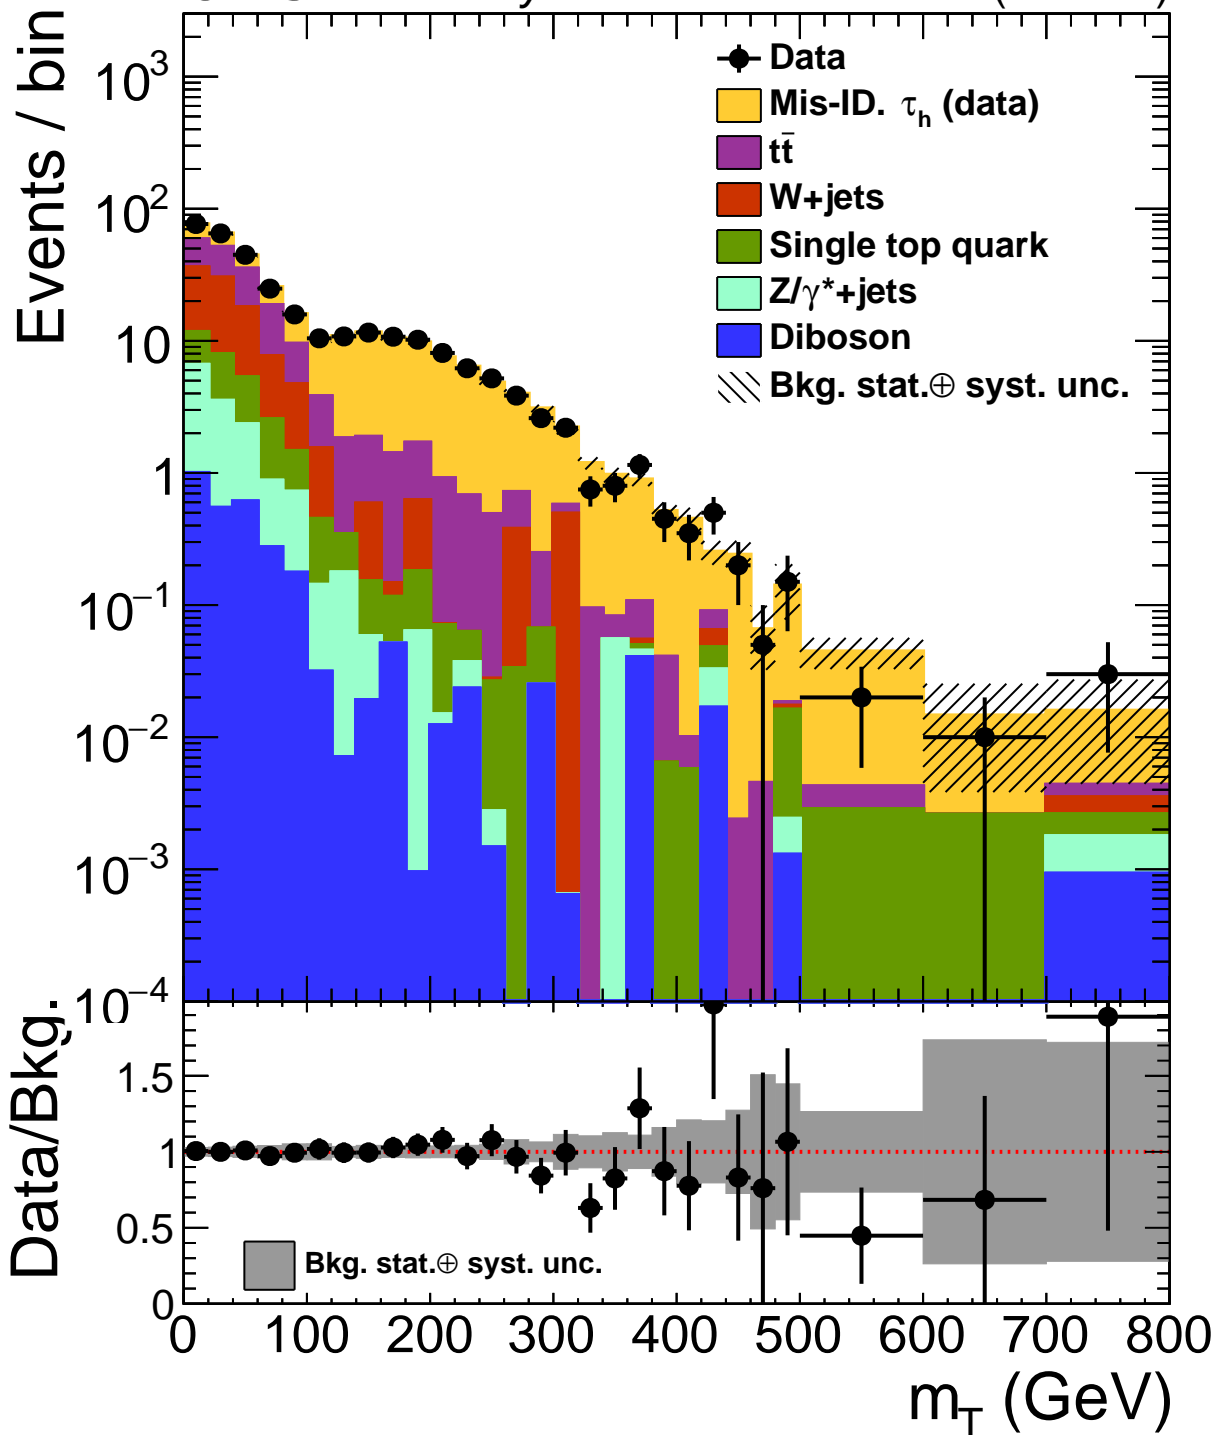 Events / bin
10³
10²
10
1
10⁻¹
10⁻²
10⁻³
10⁻⁴
Data
Mis-ID. τₕ (data)
tt̄
W+jets
Single top quark
Z/γ*+jets
Diboson
Bkg. stat.⊕ syst. unc.
Data/Bkg.
1.5
1
0.5
0
Bkg. stat.⊕ syst. unc.
0 100 200 300 400 500 600 700 800
m_T (GeV)